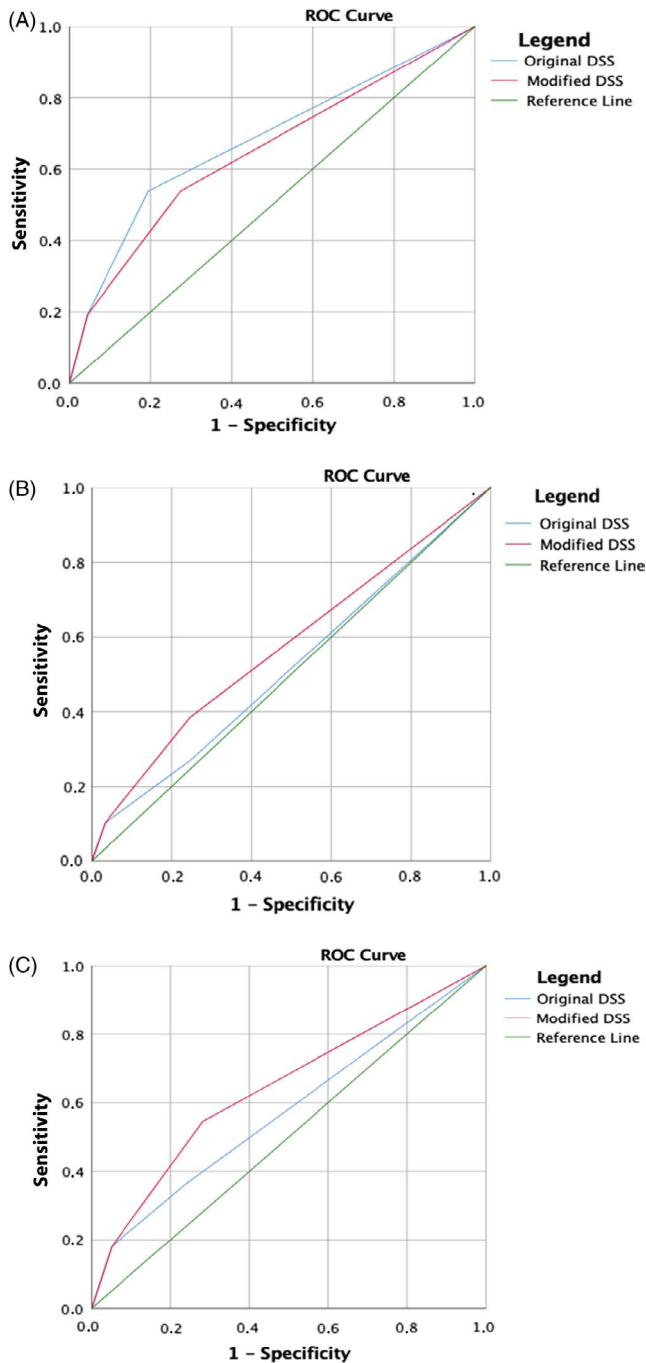 (A)
ROC Curve
1.0
0.8
0.6
0.4
0.2
0.0
Sensitivity
0.0 0.2 0.4 0.6 0.8 1.0
1 – Specificity
Legend
Original DSS
Modified DSS
Reference Line
(B)
ROC Curve
1.0
0.8
0.6
0.4
0.2
0.0
Sensitivity
0.0 0.2 0.4 0.6 0.8 1.0
1 – Specificity
Legend
Original DSS
Modified DSS
Reference Line
(C)
ROC Curve
1.0
0.8
0.6
0.4
0.2
0.0
Sensitivity
0.0 0.2 0.4 0.6 0.8 1.0
1 – Specificity
Legend
Original DSS
Modified DSS
Reference Line